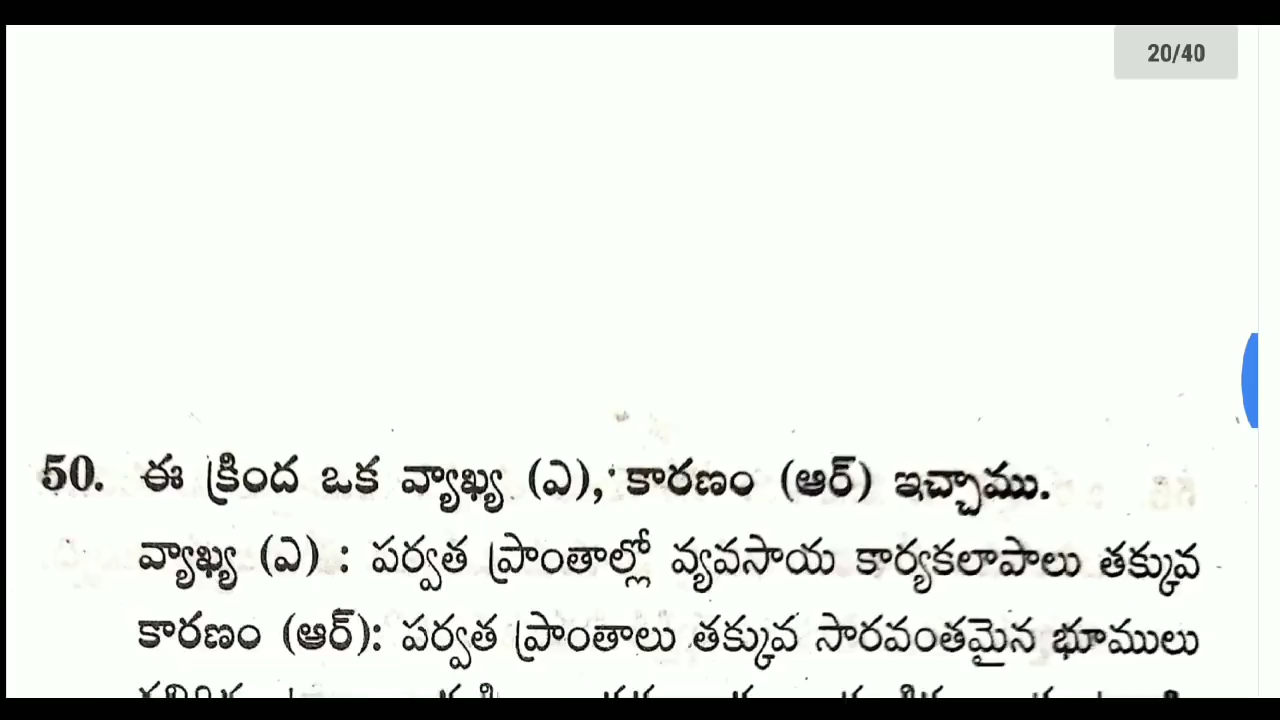 20/40
50. ఈ క్రింద ఒక వ్యాఖ్య (ఎ), కారణం (ఆర్) ఇచ్చాము.
వ్యాఖ్య (ఎ) : పర్వత ప్రాంతాల్లో వ్యవసాయ కార్యకలాపాలు తక్కువ
కారణం (ఆర్): పర్వత ప్రాంతాలు తక్కువ సారవంతమైన భూములు